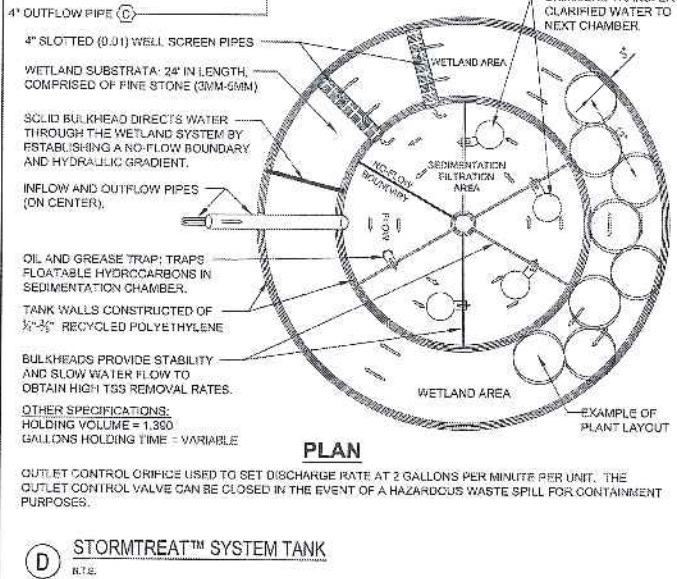 4" OUTFLOW PIPE C
CLARIFIED WATER TO
NEXT CHAMBER
4" SLOTTED (0.01) WELL SCREEN PIPES
WETLAND SUBSTRATA: 24" IN LENGTH,
COMPRISED OF FINE STONE (3MM-5MM)
SOLID BULKHEAD DIRECTS WATER
THROUGH THE WETLAND SYSTEM BY
ESTABLISHING A NO-FLOW BOUNDARY
AND HYDRAULIC GRADIENT.
INFLOW AND OUTFLOW PIPES
(ON CENTER).
OIL AND GREASE TRAP; TRAPS
FLOATABLE HYDROCARBONS IN
SEDIMENTATION CHAMBER.
TANK WALLS CONSTRUCTED OF
RECYCLED POLYETHYLENE
BULKHEADS PROVIDE STABILITY
AND SLOW WATER FLOW TO
OBTAIN HIGH TSS REMOVAL RATES.
OTHER SPECIFICATIONS:
HOLDING VOLUME = 1,390
GALLONS HOLDING TIME = VARIABLE
WETLAND AREA
SEDIMENTATION
FILTRATION
AREA
NO-FLOW
BOUNDARY
FLOW
WETLAND AREA
EXAMPLE OF
PLANT LAYOUT
PLAN
OUTLET CONTROL ORIFICE USED TO SET DISCHARGE RATE AT 2 GALLONS PER MINUTE PER UNIT. THE
OUTLET CONTROL VALVE CAN BE CLOSED IN THE EVENT OF A HAZARDOUS WASTE SPILL FOR CONTAINMENT
PURPOSES.
D STORMTREAT™ SYSTEM TANK
N.T.S.